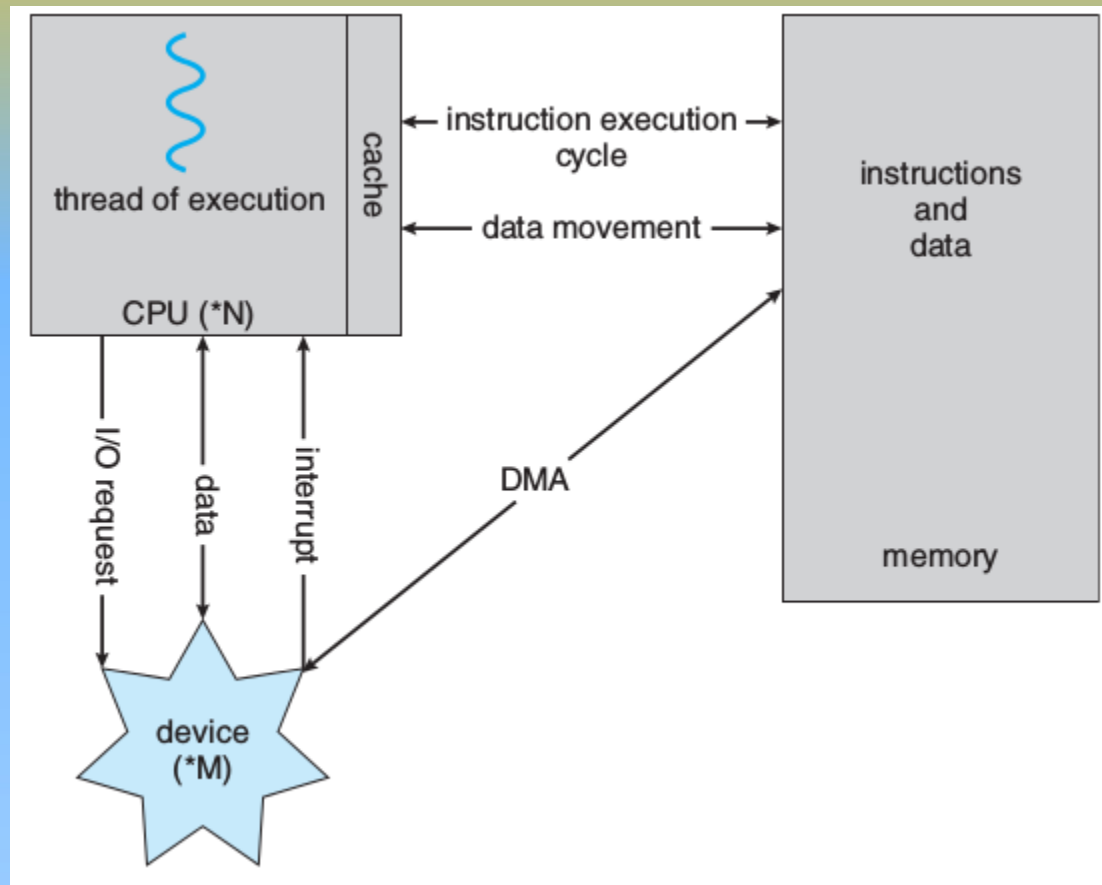 thread of execution
cache
CPU (*N)
instruction execution
cycle
data movement
instructions
and
data
memory
I/O request
data
interrupt
DMA
device
(*M)